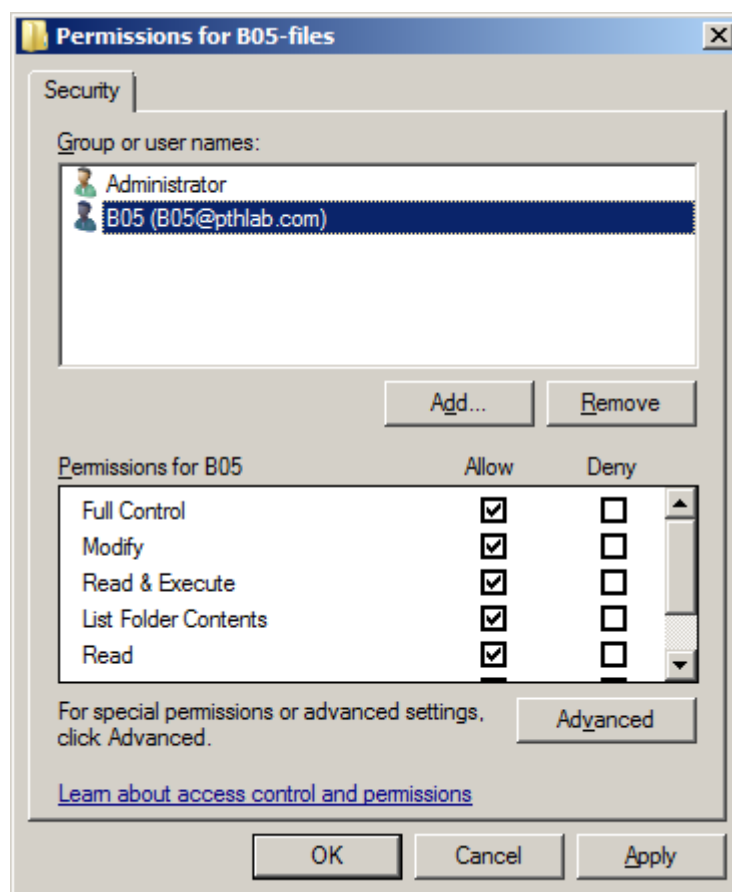 Permissions for B05-files
Security
Group or user names:
Administrator
B05 (B05@pthlab.com)
Add...
Remove
Permissions for B05
Allow
Deny
Full Control
Modify
Read & Execute
List Folder Contents
Read
For special permissions or advanced settings,
click Advanced.
Advanced
Learn about access control and permissions
OK
Cancel
Apply